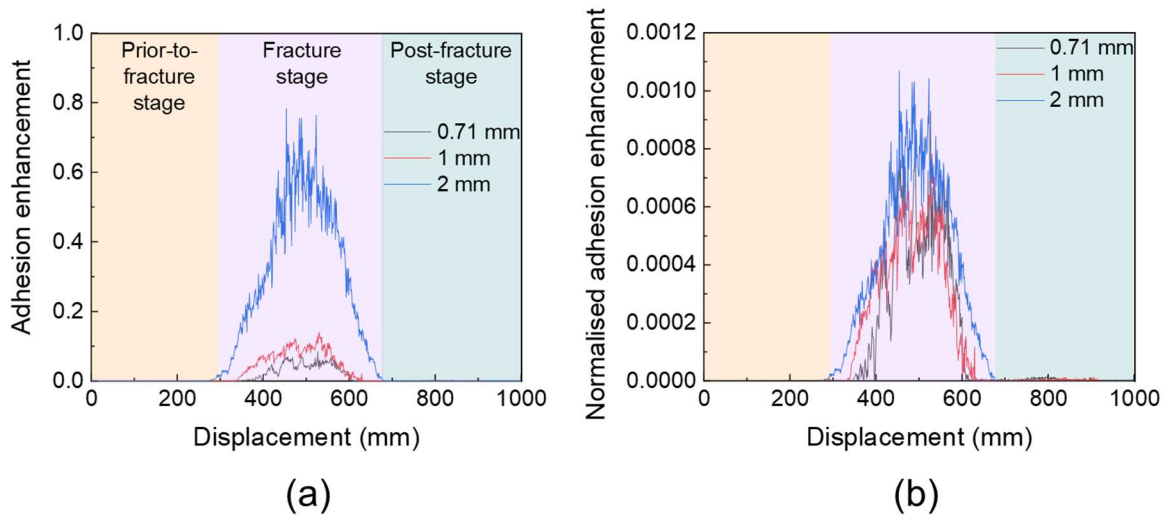 Adhesion enhancement
1.0
0.8
0.6
0.4
0.2
0.0
Prior-to-
fracture
stage
Fracture
stage
Post-fracture
stage
0.71 mm
1 mm
2 mm
0
200
400
600
800
1000
Displacement (mm)
(a)
Normalised adhesion enhancement
0.0012
0.0010
0.0008
0.0006
0.0004
0.0002
0.0000
0.71 mm
1 mm
2 mm
0
200
400
600
800
1000
Displacement (mm)
(b)